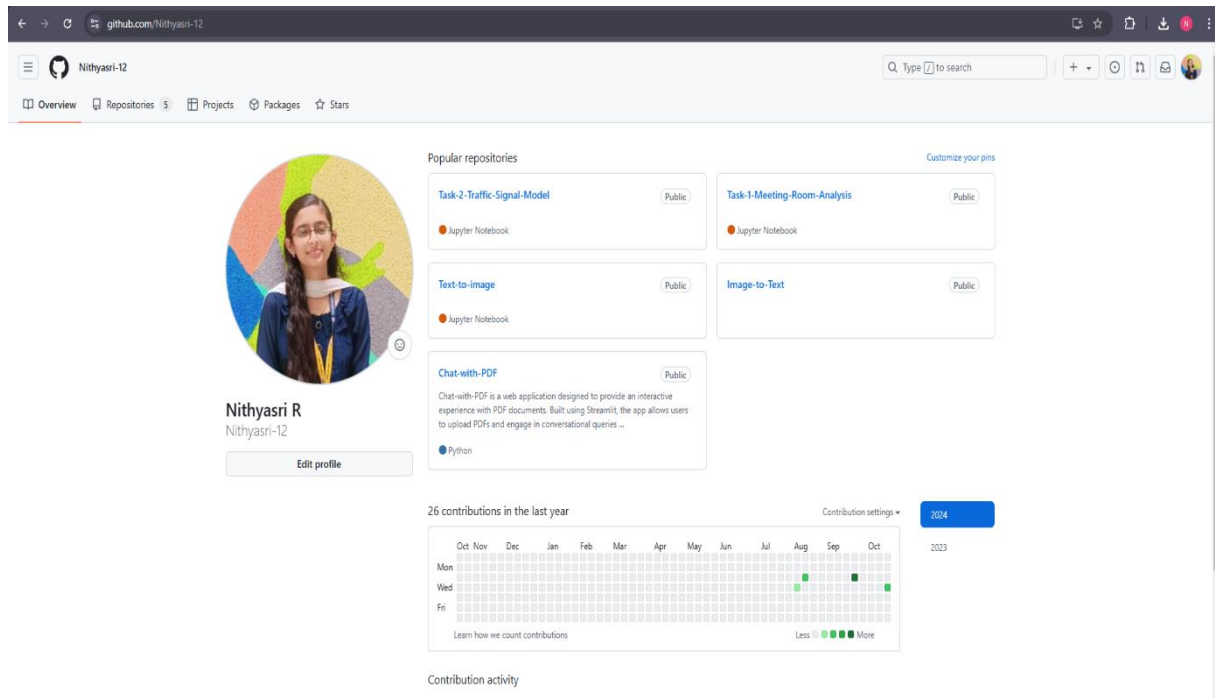 github.com/Nithyasri-12
N
Nithyasri-12
Type / to search
Overview
Repositories 5
Projects
Packages
Stars
Popular repositories
Customize your pins
Task-2-Traffic-Signal-Model
Public
Jupyter Notebook
Task-1-Meeting-Room-Analysis
Public
Jupyter Notebook
Text-to-image
Public
Jupyter Notebook
Image-to-Text
Public
Chat-with-PDF
Public
Chat-with-PDF is a web application designed to provide an interactive
experience with PDF documents. Built using Streamlit, the app allows users
to upload PDFs and engage in conversational queries ...
Python
Nithyasri R
Nithyasri-12
Edit profile
26 contributions in the last year
Contribution settings
2024
2023
Oct Nov Dec Jan Feb Mar Apr May Jun Jul Aug Sep Oct
Mon
Wed
Fri
Learn how we count contributions
Less
More
Contribution activity